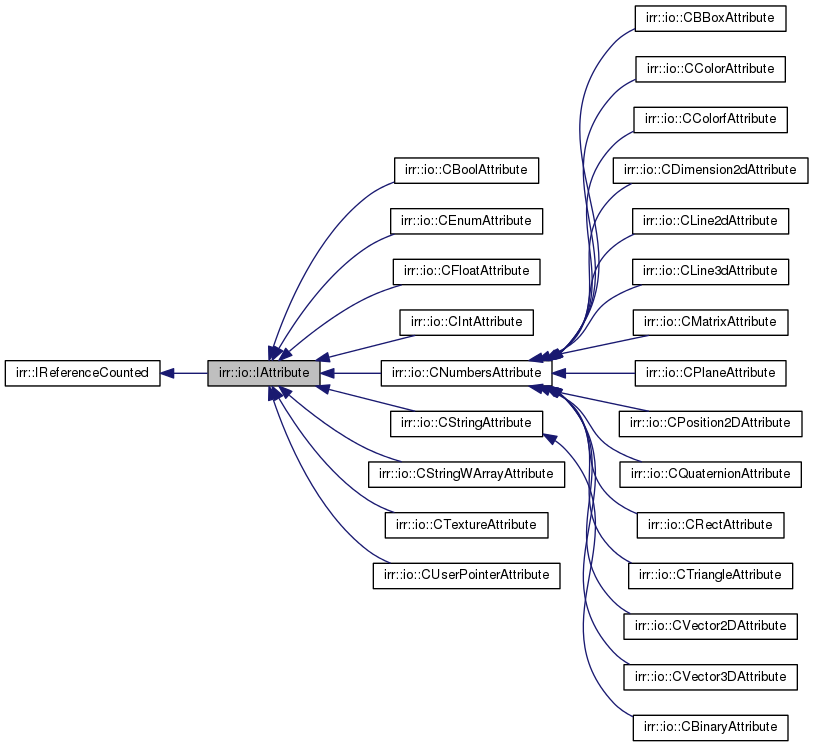 irr::IReferenceCounted
irr::io::IAttribute
irr::io::CBoolAttribute
irr::io::CEnumAttribute
irr::io::CFloatAttribute
irr::io::CIntAttribute
irr::io::CNumbersAttribute
irr::io::CStringAttribute
irr::io::CStringWArrayAttribute
irr::io::CTextureAttribute
irr::io::CUserPointerAttribute
irr::io::CBBoxAttribute
irr::io::CColorAttribute
irr::io::CColorfAttribute
irr::io::CDimension2dAttribute
irr::io::CLine2dAttribute
irr::io::CLine3dAttribute
irr::io::CMatrixAttribute
irr::io::CPlaneAttribute
irr::io::CPosition2DAttribute
irr::io::CQuaternionAttribute
irr::io::CRectAttribute
irr::io::CTriangleAttribute
irr::io::CVector2DAttribute
irr::io::CVector3DAttribute
irr::io::CBinaryAttribute